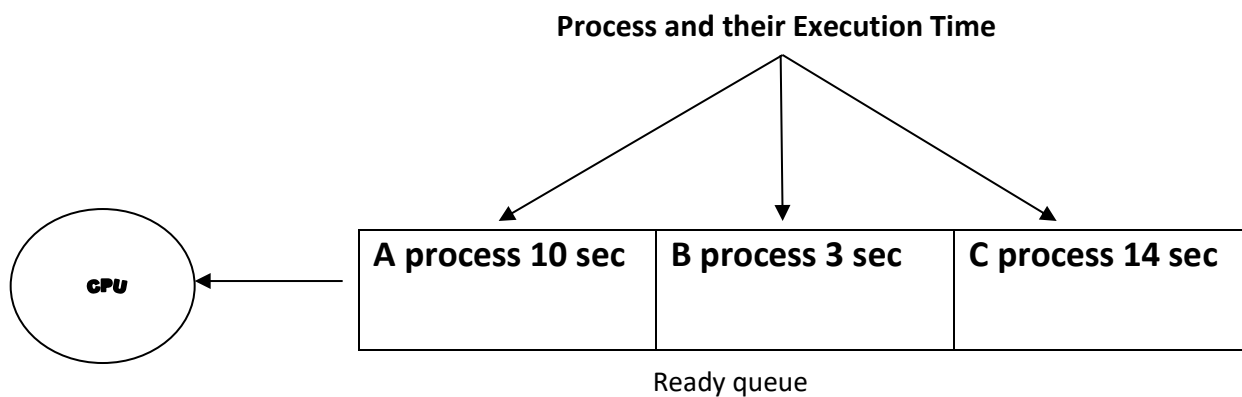 Process and their Execution Time
A process 10 sec
B process 3 sec
C process 14 sec
CPU
Ready queue